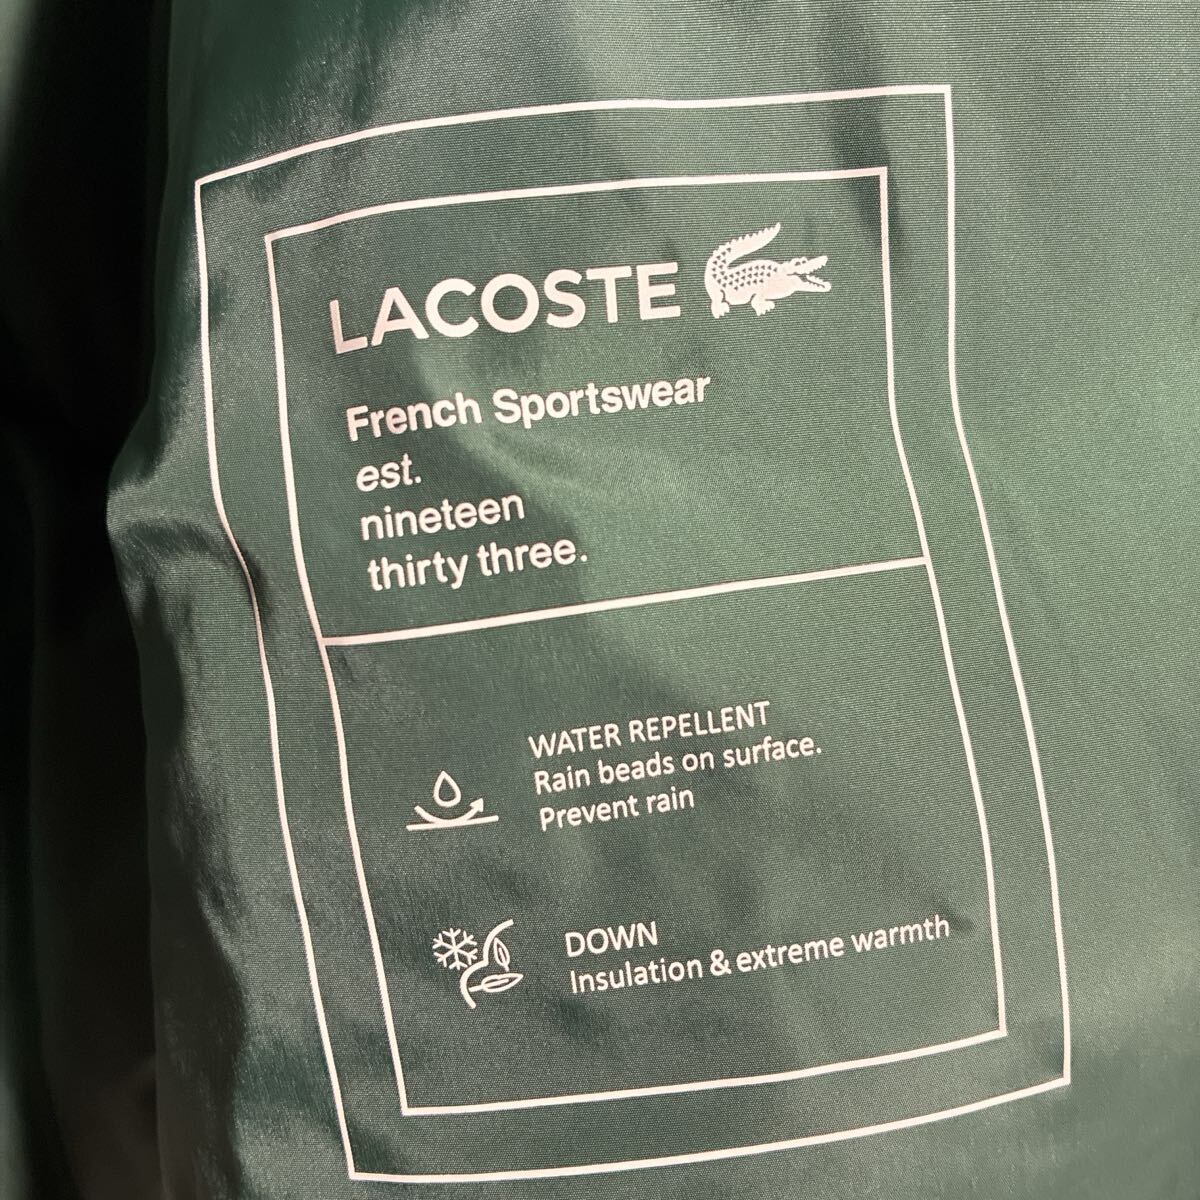 LACOSTE
French Sportswear
est.
nineteen
thirty three.
WATER REPELLENT
Rain beads on surface.
Prevent rain
DOWN
Insulation & extreme warmth